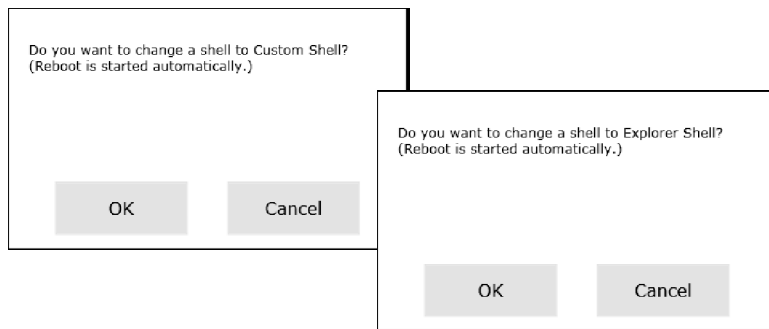 Do you want to change a shell to Custom Shell?
(Reboot is started automatically.)
OK
Cancel
Do you want to change a shell to Explorer Shell?
(Reboot is started automatically.)
OK
Cancel